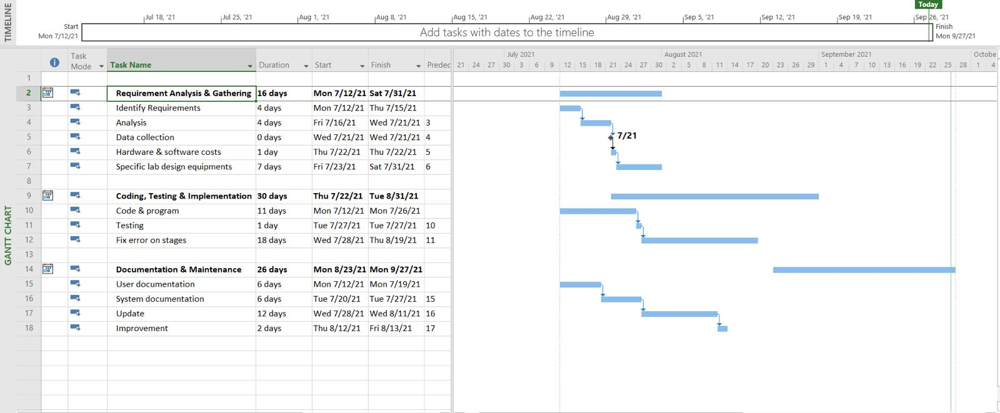 TIMELINE
Today
Jul 18, '21 Jul 25, '21 Aug 1, '21 Aug 8, '21 Aug 15, '21 Aug 22, '21 Aug 29, '21 Sep 5, '21 Sep 12, '21 Sep 19, '21 Sep 26, '21
Start
Mon 7/12/21
Add tasks with dates to the timeline
Finish
Mon 9/27/21
GANTT CHART
Task Mode Task Name Duration Start Finish Predec
July 2021 August 2021 September 2021 Octobe
21 24 27 30 3 6 9 12 15 18 21 24 27 30 2 5 8 11 14 17 20 23 26 29 1 4 7 10 13 16 19 22 25 28 1 4
1
2 Requirement Analysis & Gathering 16 days Mon 7/12/21 Sat 7/31/21
3 Identify Requirements 4 days Mon 7/12/21 Thu 7/15/21
4 Analysis 4 days Fri 7/16/21 Wed 7/21/21 3
5 Data collection 0 days Wed 7/21/21 Wed 7/21/21 4 7/21
6 Hardware & software costs 1 day Thu 7/22/21 Thu 7/22/21 5
7 Specific lab design equipments 7 days Fri 7/23/21 Sat 7/31/21 6
8
9 Coding, Testing & Implementation 30 days Thu 7/22/21 Tue 8/31/21
10 Code & program 11 days Mon 7/12/21 Mon 7/26/21
11 Testing 1 day Tue 7/27/21 Tue 7/27/21 10
12 Fix error on stages 18 days Wed 7/28/21 Thu 8/19/21 11
13
14 Documentation & Maintenance 26 days Mon 8/23/21 Mon 9/27/21
15 User documentation 6 days Mon 7/12/21 Mon 7/19/21
16 System documentation 6 days Tue 7/20/21 Tue 7/27/21 15
17 Update 12 days Wed 7/28/21 Wed 8/11/21 16
18 Improvement 2 days Thu 8/12/21 Fri 8/13/21 17